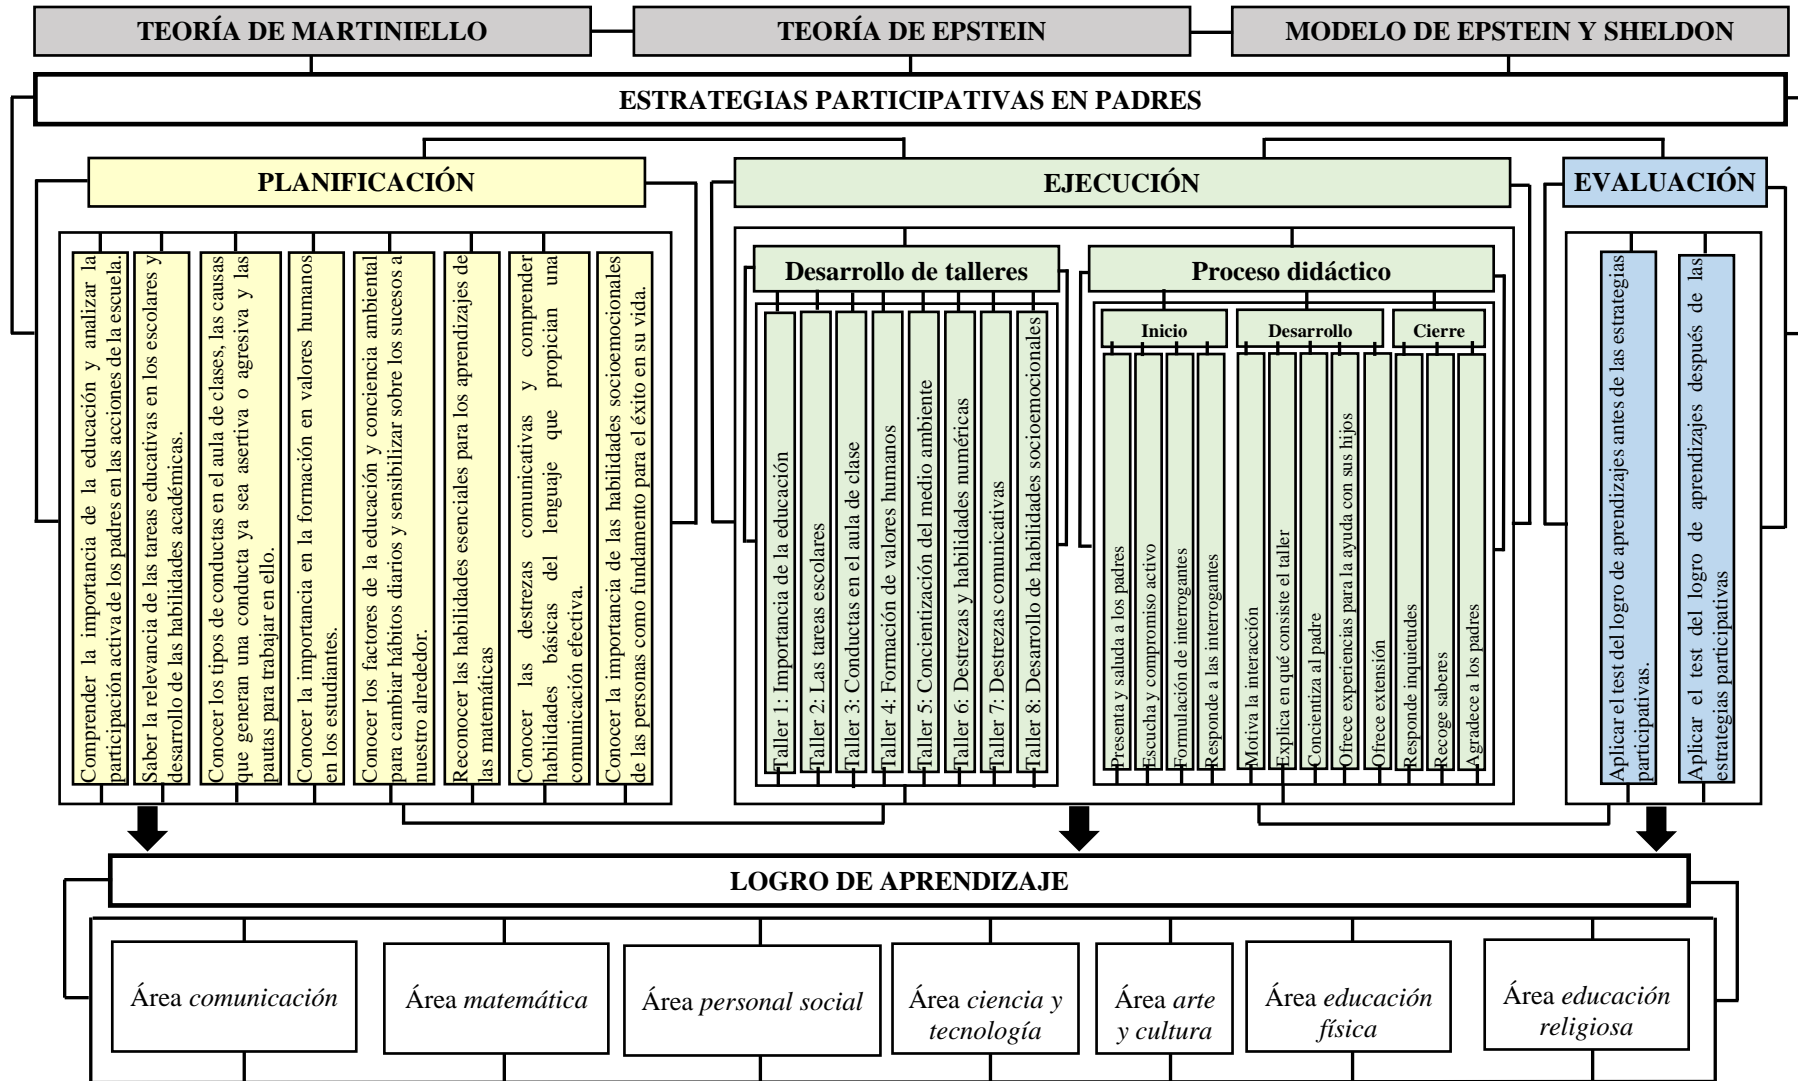 TEORÍA DE MARTINIELLO
TEORÍA DE EPSTEIN
MODELO DE EPSTEIN Y SHELDON
ESTRATEGIAS PARTICIPATIVAS EN PADRES
PLANIFICACIÓN
Comprender la importancia de la educación y analizar la
participación activa de los padres en las acciones de la escuela.
Saber la relevancia de las tareas educativas en los escolares y
desarrollo de las habilidades académicas.
Conocer los tipos de conductas en el aula de clases, las causas
que generan una conducta ya sea asertiva o agresiva y las
pautas para trabajar en ello.
Conocer la importancia en la formación en valores humanos
en los estudiantes.
Conocer los factores de la educación y conciencia ambiental
para cambiar hábitos diarios y sensibilizar sobre los sucesos a
nuestro alrededor.
Reconocer las habilidades esenciales para los aprendizajes de
las matemáticas
Conocer las destrezas comunicativas y comprender
habilidades básicas del lenguaje que propician una
comunicación efectiva.
Conocer la importancia de las habilidades socioemocionales
de las personas como fundamento para el éxito en su vida.
EJECUCIÓN
Desarrollo de talleres
Taller 1: Importancia de la educación
Taller 2: Las tareas escolares
Taller 3: Conductas en el aula de clase
Taller 4: Formación de valores humanos
Taller 5: Concientización del medio ambiente
Taller 6: Destrezas y habilidades numéricas
Taller 7: Destrezas comunicativas
Taller 8: Desarrollo de habilidades socioemocionales
Proceso didáctico
Inicio
Presenta y saluda a los padres
Escucha y compromiso activo
Formulación de interrogantes
Responde a las interrogantes
Desarrollo
Motiva la interacción
Explica en qué consiste el taller
Concientiza al padre
Ofrece experiencias para la ayuda con sus hijos
Ofrece extensión
Cierre
Responde inquietudes
Recoge saberes
Agradece a los padres
EVALUACIÓN
Aplicar el test del logro de aprendizajes antes de las estrategias
participativas.
Aplicar el test del logro de aprendizajes después de las
estrategias participativas
LOGRO DE APRENDIZAJE
Área comunicación
Área matemática
Área personal social
Área ciencia y
tecnología
Área arte
y cultura
Área educación
física
Área educación
religiosa